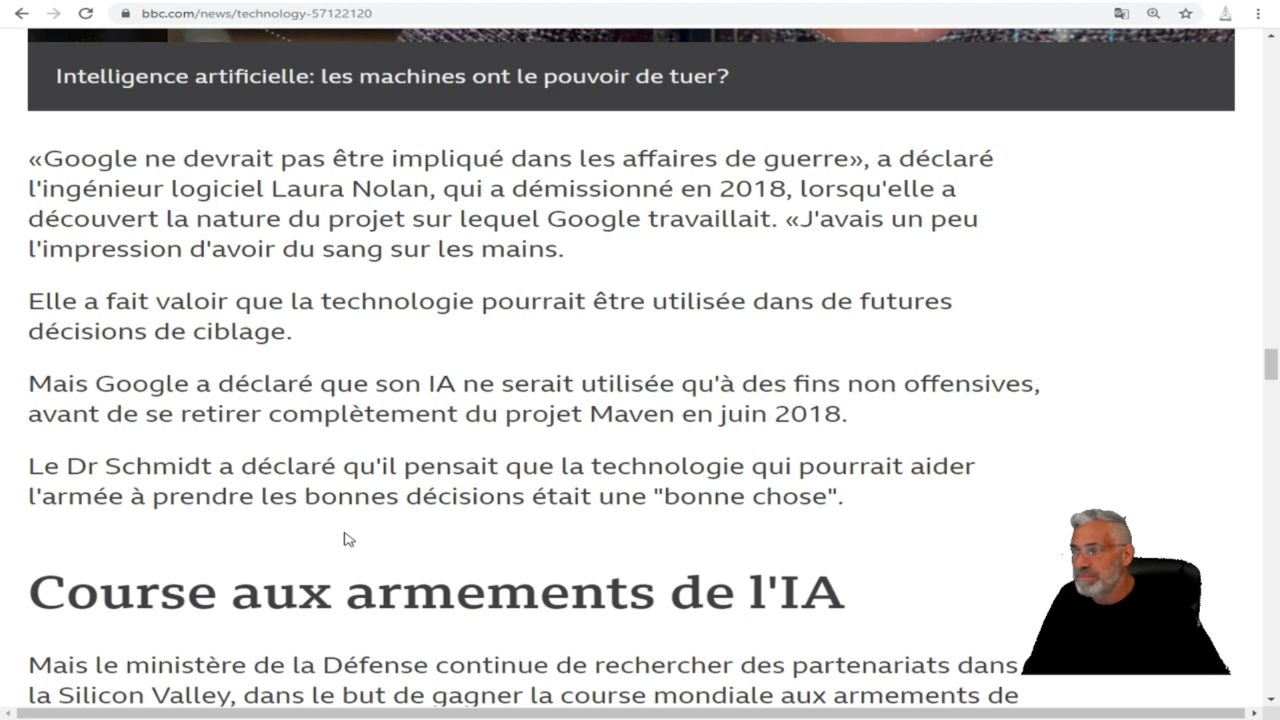 bbc.com/news/technology-57122120
Intelligence artificielle: les machines ont le pouvoir de tuer?
«Google ne devrait pas être impliqué dans les affaires de guerre», a déclaré
l'ingénieur logiciel Laura Nolan, qui a démissionné en 2018, lorsqu'elle a
découvert la nature du projet sur lequel Google travaillait. «J'avais un peu
l'impression d'avoir du sang sur les mains.
Elle a fait valoir que la technologie pourrait être utilisée dans de futures
décisions de ciblage.
Mais Google a déclaré que son IA ne serait utilisée qu'à des fins non offensives,
avant de se retirer complètement du projet Maven en juin 2018.
Le Dr Schmidt a déclaré qu'il pensait que la technologie qui pourrait aider
l'armée à prendre les bonnes décisions était une "bonne chose".
Course aux armements de l'IA
Mais le ministère de la Défense continue de rechercher des partenariats dans
la Silicon Valley, dans le but de gagner la course mondiale aux armements de